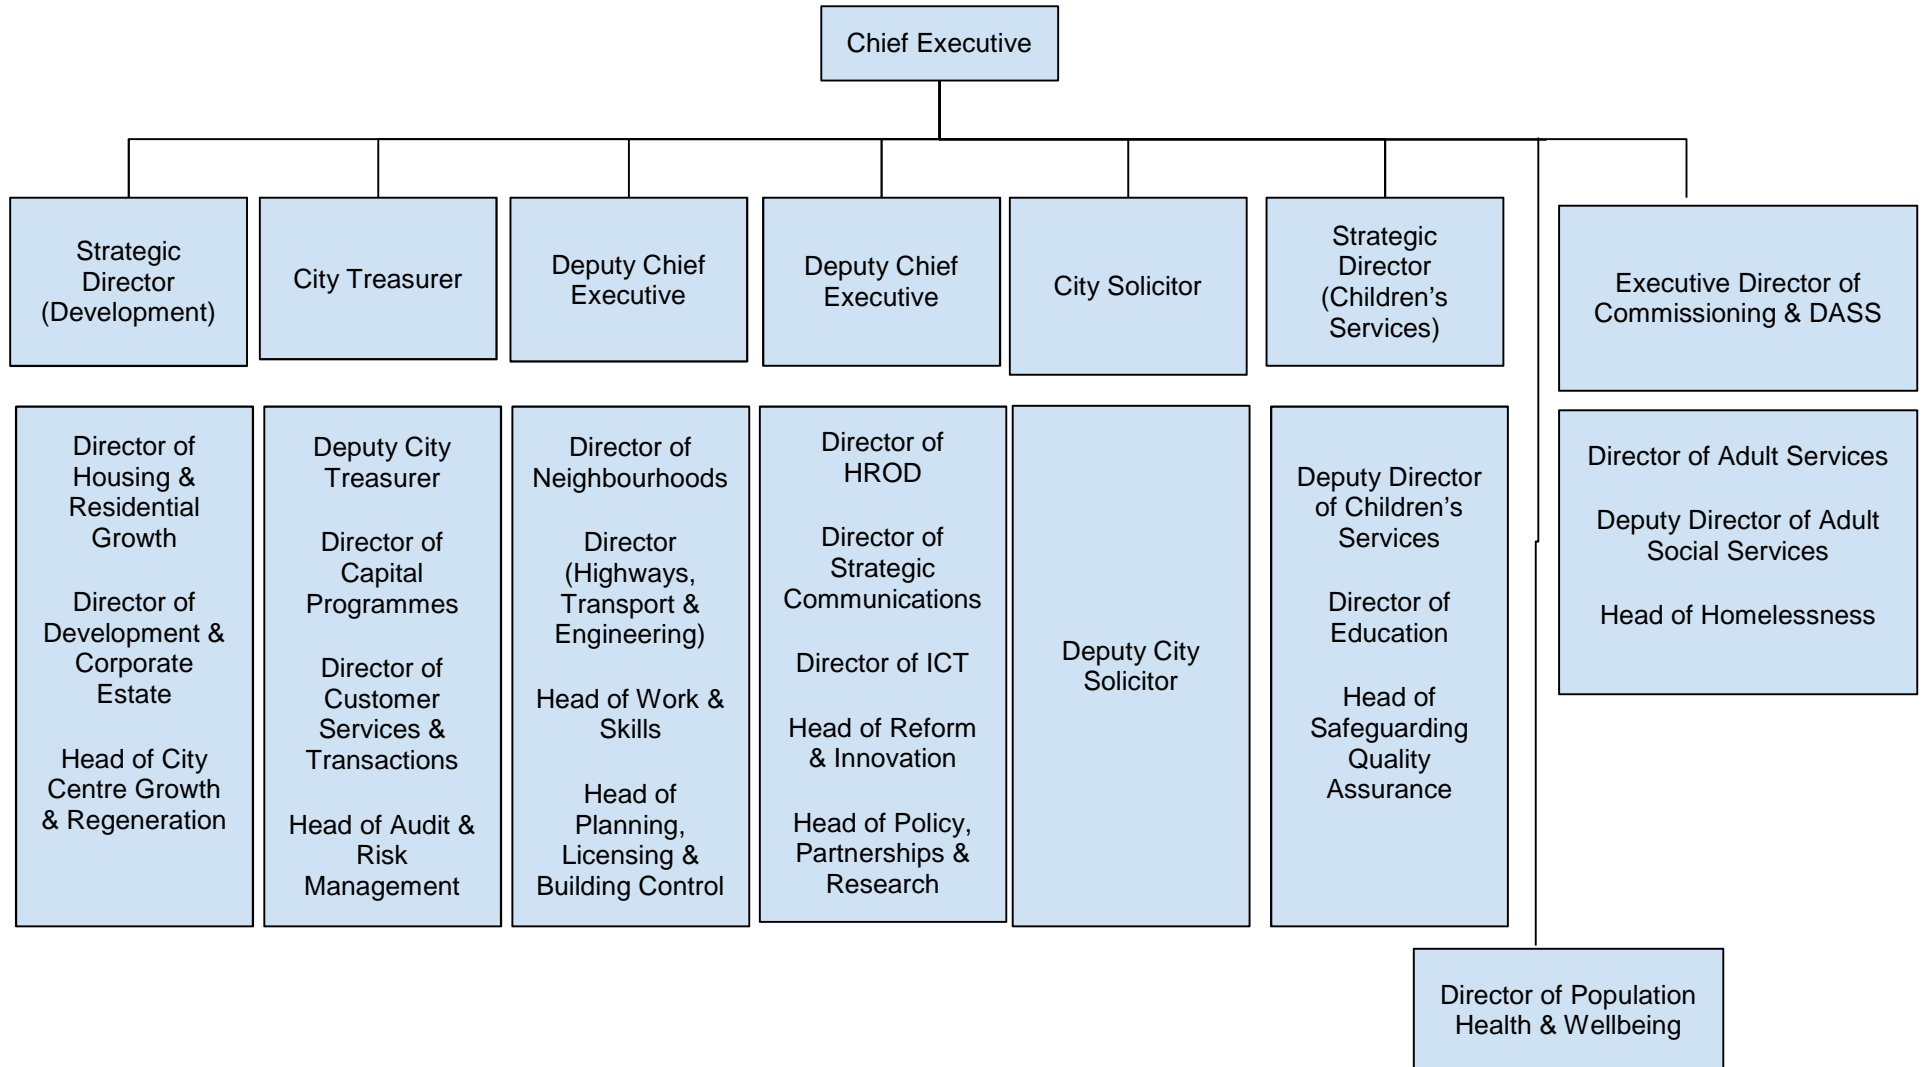 Chief Executive
Strategic
Director
(Development)
City Treasurer
Deputy Chief
Executive
Deputy Chief
Executive
City Solicitor
Strategic
Director
(Children’s
Services)
Executive Director of
Commissioning & DASS
Director of
Housing &
Residential
Growth
Director of
Development &
Corporate
Estate
Head of City
Centre Growth
& Regeneration
Deputy City
Treasurer
Director of
Capital
Programmes
Director of
Customer
Services &
Transactions
Head of Audit &
Risk
Management
Director of
Neighbourhoods
Director
(Highways,
Transport &
Engineering)
Head of Work &
Skills
Head of
Planning,
Licensing &
Building Control
Director of
HROD
Director of
Strategic
Communications
Director of ICT
Head of Reform
& Innovation
Head of Policy,
Partnerships &
Research
Deputy City
Solicitor
Deputy Director
of Children’s
Services
Director of
Education
Head of
Safeguarding
Quality
Assurance
Director of Adult Services
Deputy Director of Adult
Social Services
Head of Homelessness
Director of Population
Health & Wellbeing